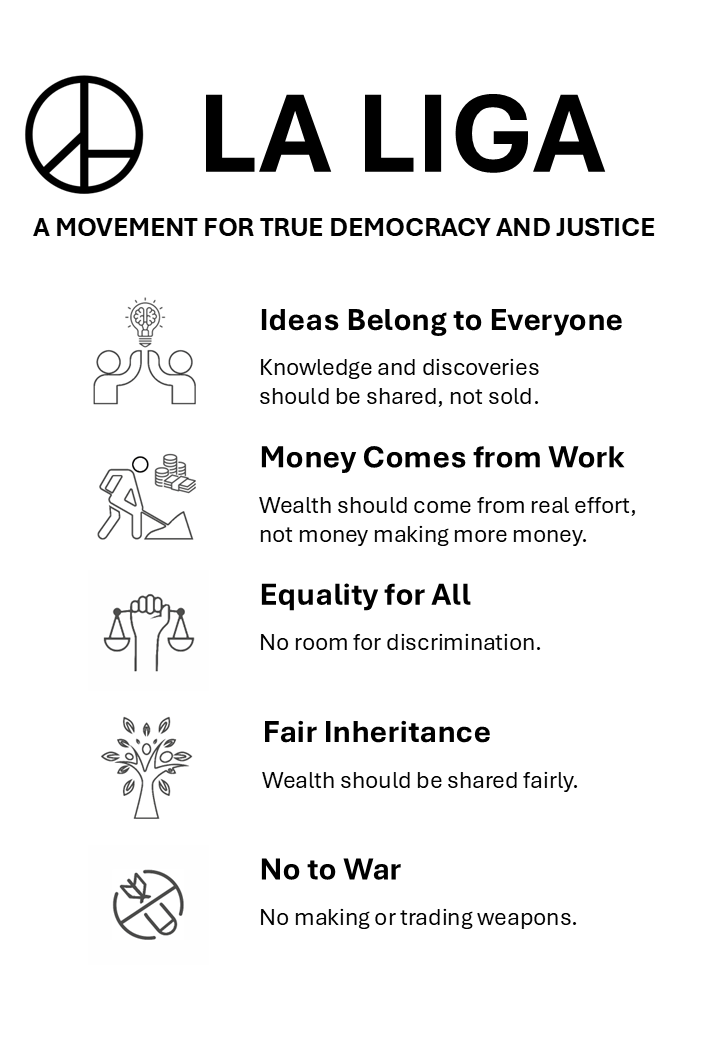 LA LIGA
A MOVEMENT FOR TRUE DEMOCRACY AND JUSTICE
Ideas Belong to Everyone
Knowledge and discoveries
should be shared, not sold.
Money Comes from Work
Wealth should come from real effort,
not money making more money.
Equality for All
No room for discrimination.
Fair Inheritance
Wealth should be shared fairly.
No to War
No making or trading weapons.